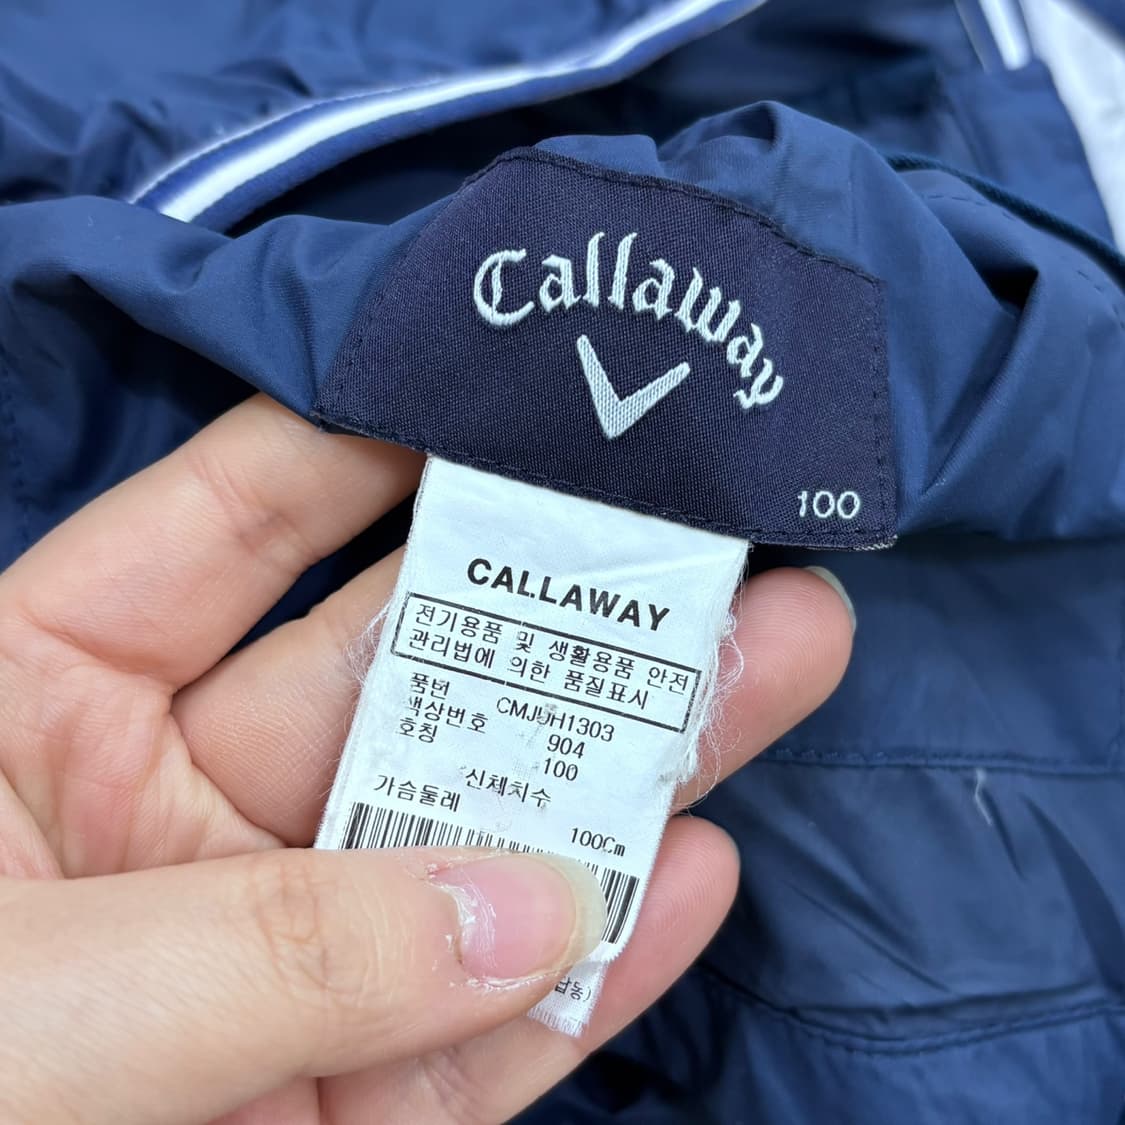 Callaway
100
CALLAWAY
전기용품 및 생활용품 안전
관리법에 의한 품질표시
품번 CMJUH1303
색상번호 904
호칭 100
신체치수
가슴둘레 100Cm